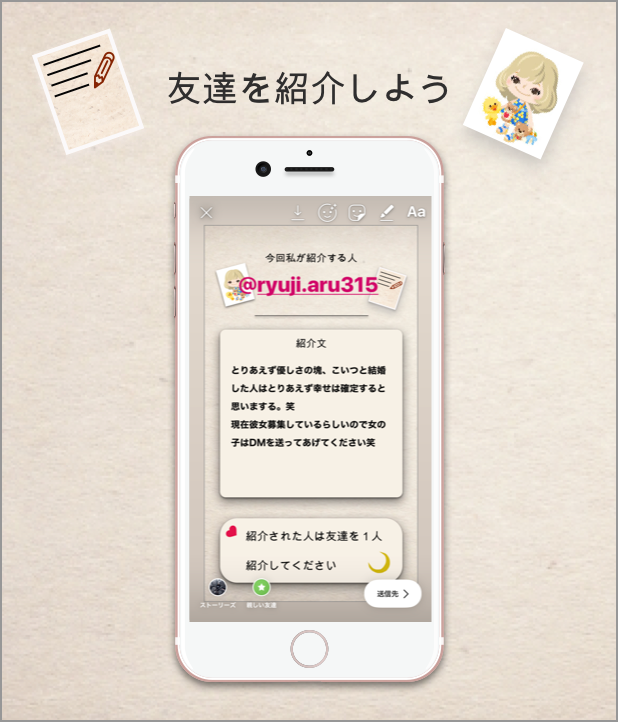 友達を紹介しよう
Aa
今回私が紹介する人
@ryuji.aru315
紹介文
とりあえず優しさの塊、こいつと結婚
した人はとりあえず幸せは確定すると
思いまする。笑
現在彼女募集しているらしいので女の
子はDMを送ってあげてください笑
紹介された人は友達を１人
紹介してください
ストーリーズ
親しい友達
送信先